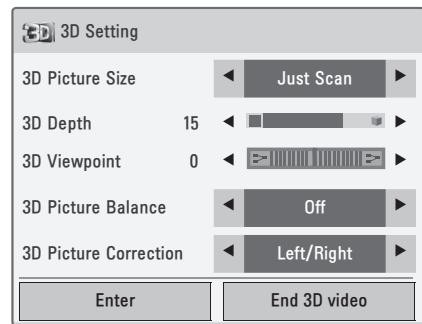 3D 3D Setting
3D Picture Size Just Scan
3D Depth 15
3D Viewpoint 0
3D Picture Balance Off
3D Picture Correction Left/Right
Enter End 3D video